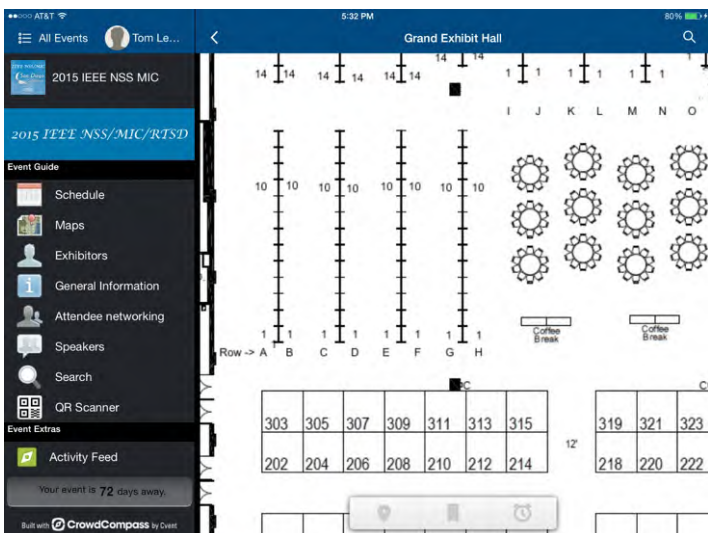 AT&T 5:32 PM 80%
All Events Tom Le... Grand Exhibit Hall
2015 IEEE NSS MIC
2015 IEEE NSS/MIC/RTSD
Event Guide
Schedule
Maps
Exhibitors
General Information
Attendee networking
Speakers
Search
QR Scanner
Event Extras
Activity Feed
Your event is 72 days away.
Built with CrowdCompass by Cvent
14 14 14 14 14 14 14 14 1 1 1 1 1 1
I J K L M N O
10 10 10 10 10 10 10 10
1 1 1 1 1 1 1 1
Row -> A B C D E F G H
Coffee Break
Coffee Break
303 305 307 309 311 313 315 319 321 323
12'
202 204 206 208 210 212 214 218 220 222